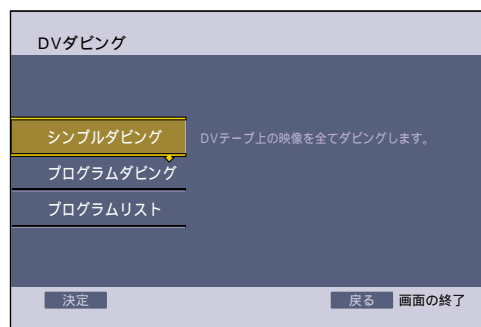 DVダビング
シンプルダビング
DVテープ上の映像を全てダビングします。
プログラムダビング
プログラムリスト
決定
戻る 画面の終了